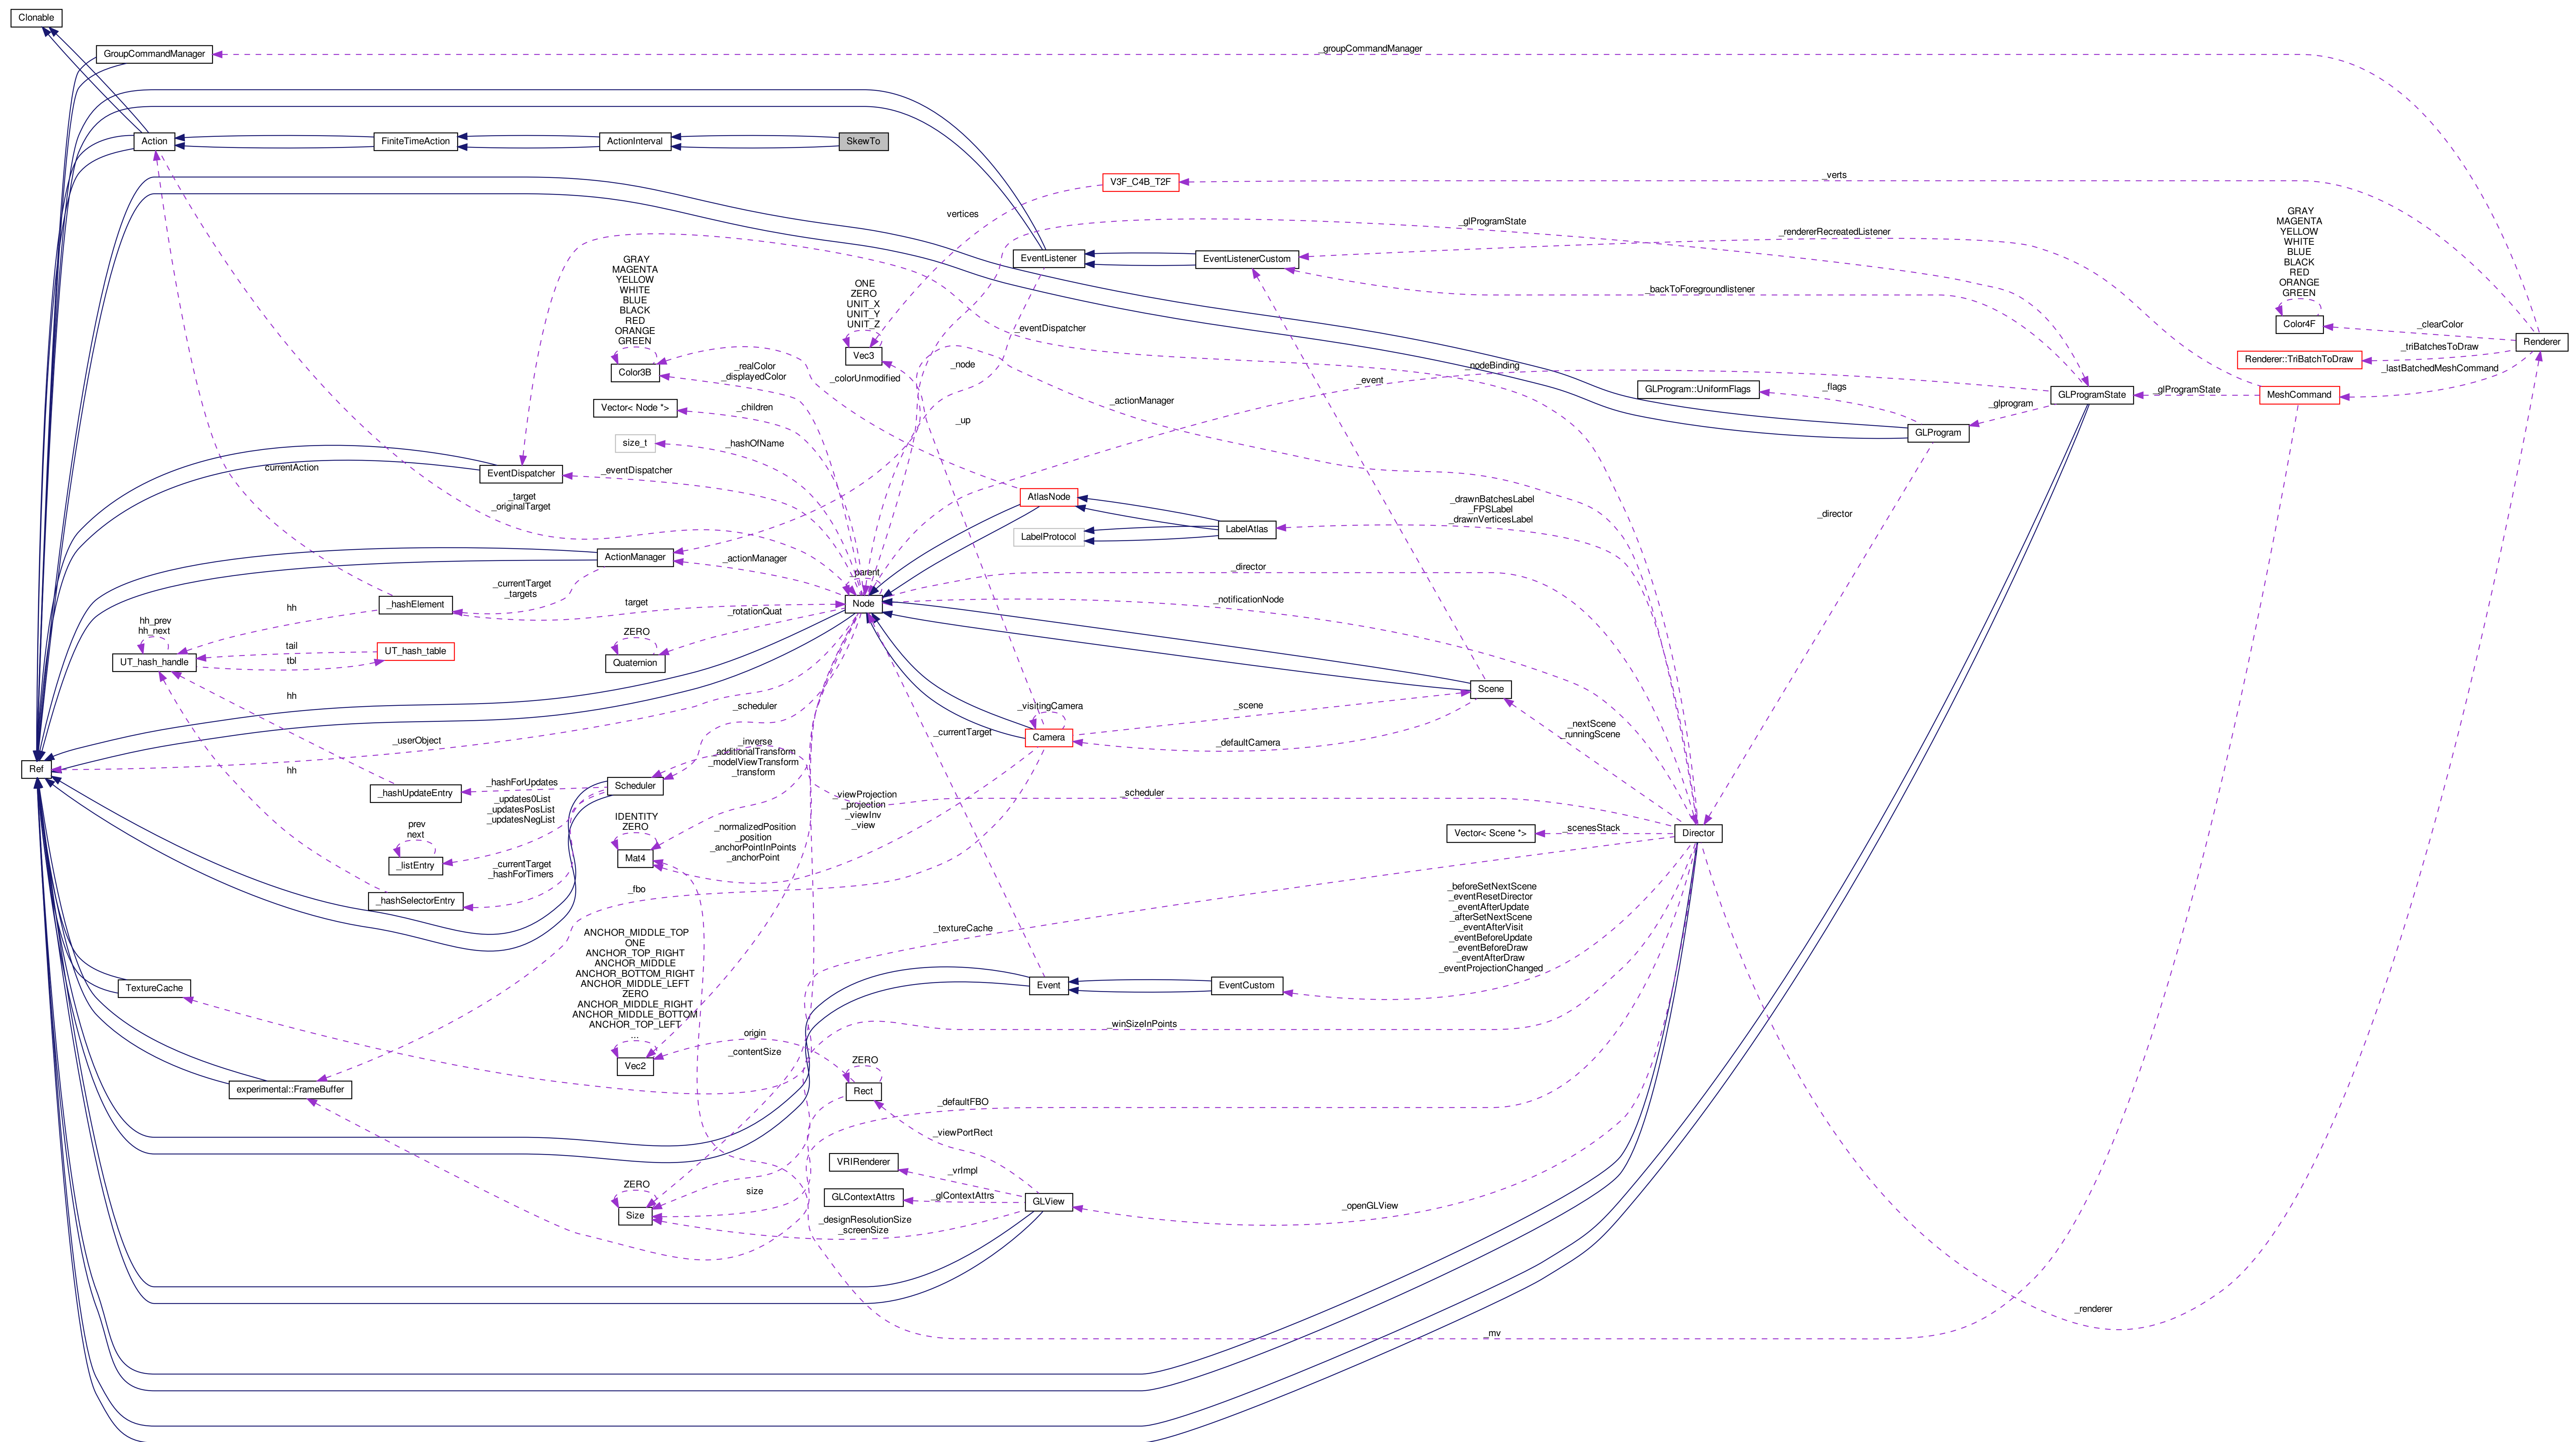 Clonable
GroupCommandManager
_groupCommandManager
Action
FiniteTimeAction
ActionInterval
SkewTo
V3F_C4B_T2F
_verts
vertices
_glProgramState
_rendererRecreatedListener
GRAY
MAGENTA
YELLOW
WHITE
BLUE
BLACK
RED
ORANGE
GREEN
EventListener
EventListenerCustom
GRAY
MAGENTA
YELLOW
WHITE
BLUE
BLACK
RED
ORANGE
GREEN
ONE
ZERO
UNIT_X
UNIT_Y
UNIT_Z
_backToForegroundlistener
_eventDispatcher
Color4F
_clearColor
Renderer
_triBatchesToDraw
Renderer::TriBatchToDraw
_lastBatchedMeshCommand
Vec3
Color3B
_realColor
_displayedColor
_colorUnmodified
_node
_nodeBinding
_event
GLProgram::UniformFlags
_flags
GLProgramState
_glProgramState
MeshCommand
Vector< Node *>
_children
_actionManager
_glprogram
_up
GLProgram
size_t
_hashOfName
currentAction
EventDispatcher
_eventDispatcher
_target
_originalTarget
AtlasNode
_drawnBatchesLabel
_FPSLabel
_drawnVerticesLabel
LabelAtlas
LabelProtocol
_director
ActionManager
_actionManager
_parent
_director
_currentTarget
_targets
_hashElement
target
Node
_notificationNode
hh
_rotationQuat
hh_prev
hh_next
ZERO
tail
UT_hash_table
UT_hash_handle
tbl
Quaternion
Scene
hh
_scheduler
_visitingCamera
_scene
_nextScene
_runningScene
_currentTarget
Camera
_defaultCamera
_userObject
_inverse
_additionalTransform
_modelViewTransform
_transform
Ref
hh
_hashForUpdates
Scheduler
_hashUpdateEntry
_scheduler
_updates0List
_updatesPosList
_updatesNegList
_viewProjection
_projection
_viewInv
_view
IDENTITY
ZERO
prev
next
_normalizedPosition
_position
_anchorPointInPoints
_anchorPoint
Vector< Scene *>
_scenesStack
Director
_listEntry
Mat4
_currentTarget
_hashForTimers
_fbo
_hashSelectorEntry
_beforeSetNextScene
_eventResetDirector
_eventAfterUpdate
_afterSetNextScene
_eventAfterVisit
_eventBeforeUpdate
_eventBeforeDraw
_eventAfterDraw
_eventProjectionChanged
_textureCache
ANCHOR_MIDDLE_TOP
ONE
ANCHOR_TOP_RIGHT
ANCHOR_MIDDLE
ANCHOR_BOTTOM_RIGHT
ANCHOR_MIDDLE_LEFT
ZERO
ANCHOR_MIDDLE_RIGHT
ANCHOR_MIDDLE_BOTTOM
ANCHOR_TOP_LEFT
...
TextureCache
Event
EventCustom
_winSizeInPoints
origin
_contentSize
Vec2
ZERO
Rect
experimental::FrameBuffer
_defaultFBO
_viewPortRect
VRIRenderer
_vrImpl
ZERO
size
GLContextAttrs
_glContextAttrs
GLView
_openGLView
Size
_designResolutionSize
_screenSize
_renderer
_mv